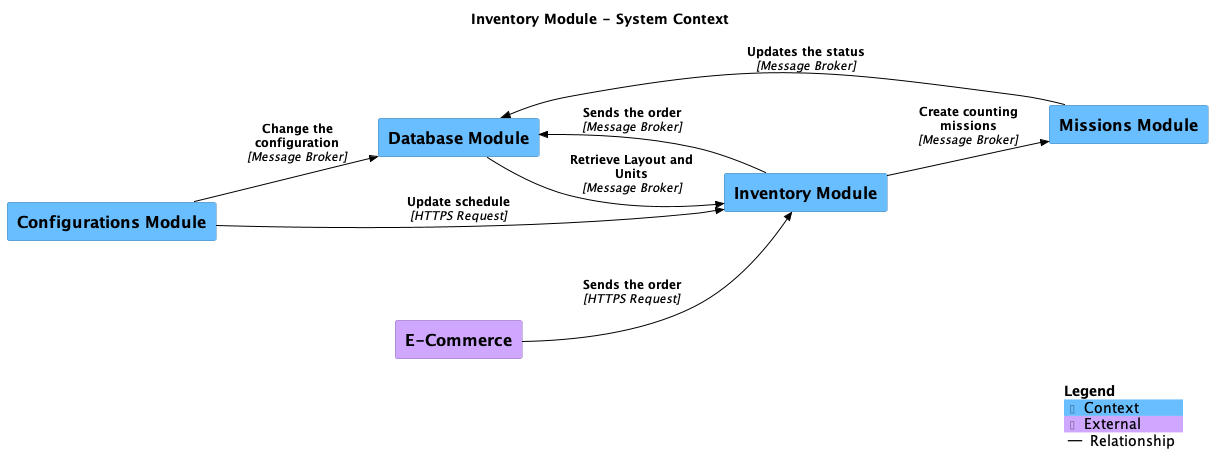 Inventory Module - System Context
Updates the status
[Message Broker]
Sends the order
[Message Broker]
Create counting
missions
[Message Broker]
Change the
configuration
[Message Broker]
Database Module
Missions Module
Retrieve Layout and
Units
[Message Broker]
Inventory Module
Configurations Module
Update schedule
[HTTPS Request]
Sends the order
[HTTPS Request]
E-Commerce
Legend
Context
External
Relationship